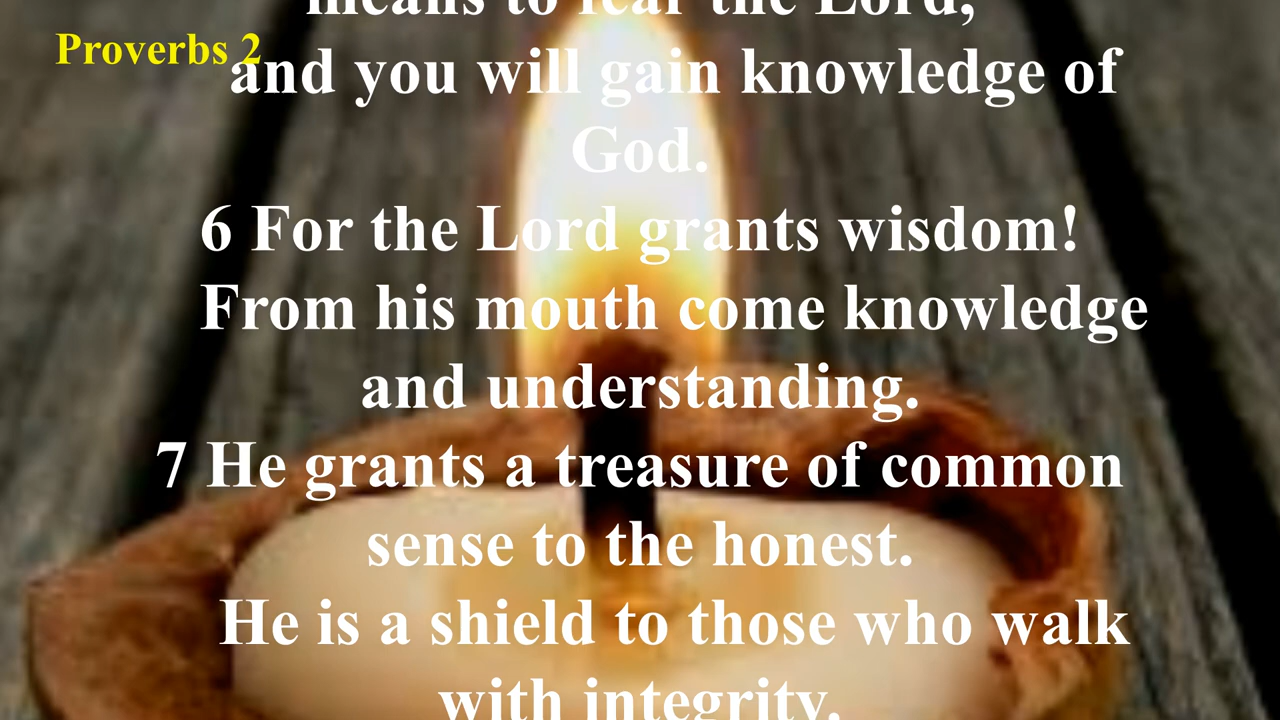 means to fear the Lord,
Proverbs 2
and you will gain knowledge of
God.
6 For the Lord grants wisdom!
From his mouth come knowledge
and understanding.
7 He grants a treasure of common
sense to the honest.
He is a shield to those who walk
with integrity.